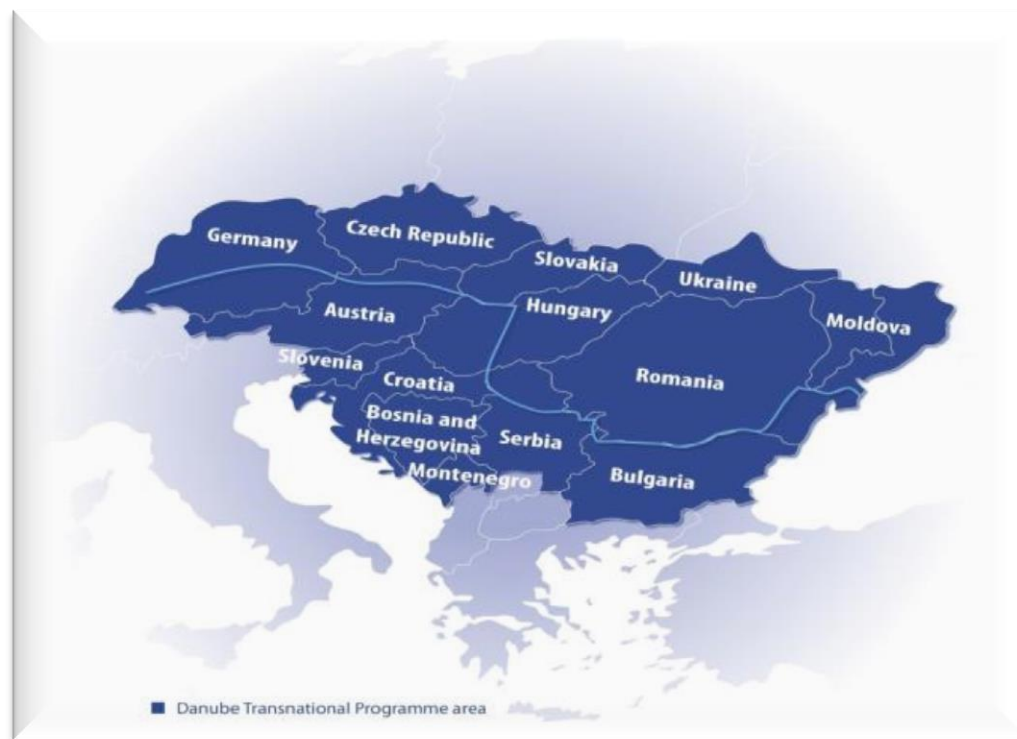 Germany
Czech Republic
Slovakia
Ukraine
Austria
Hungary
Moldova
Slovenia
Croatia
Romania
Bosnia and
Herzegovina
Serbia
Montenegro
Bulgaria
Danube Transnational Programme area